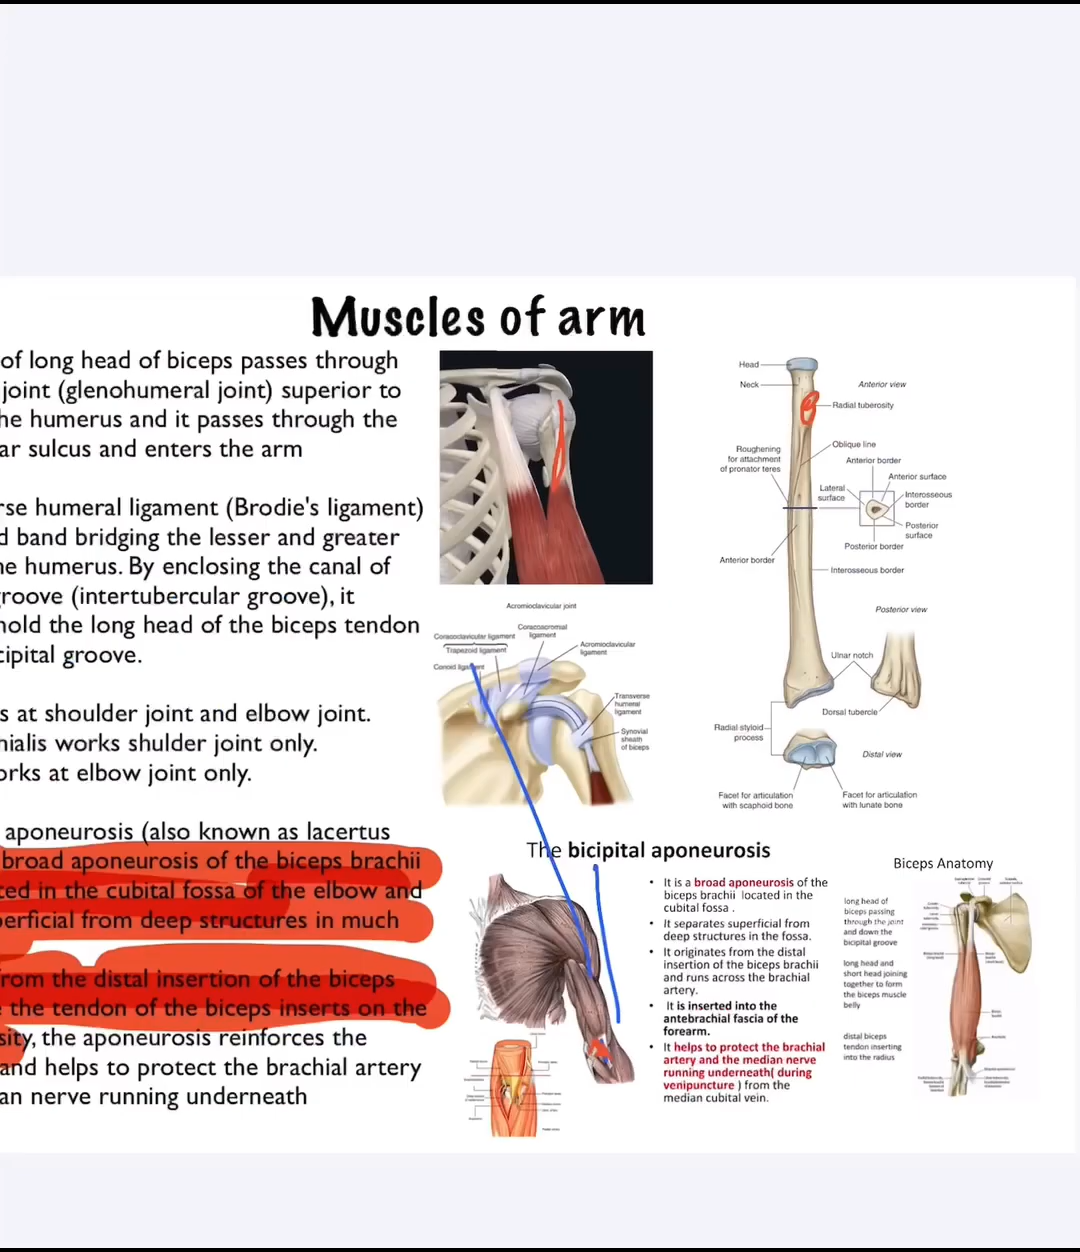 Muscles of arm
of long head of biceps passes through
joint (glenohumeral joint) superior to
he humerus and it passes through the
ar sulcus and enters the arm
rse humeral ligament (Brodie's ligament)
d band bridging the lesser and greater
he humerus. By enclosing the canal of
groove (intertubercular groove), it
hold the long head of the biceps tendon
cipital groove.
s at shoulder joint and elbow joint.
hialis works shulder joint only.
orks at elbow joint only.
aponeurosis (also known as lacertus
broad aponeurosis of the biceps brachii
ted in the cubital fossa of the elbow and
perficial from deep structures in much
rom the distal insertion of the biceps
the tendon of the biceps inserts on the
sity, the aponeurosis reinforces the
and helps to protect the brachial artery
an nerve running underneath
Acromioclavicular joint
Coracoclavicular ligament
Trapezoid ligament
Conoid ligament
Coracoacromial
ligament
Acromioclavicular
ligament
Transverse
humeral
ligament
Synovial
sheath
of biceps
Head
Neck
Anterior view
Radial tuberosity
Roughening
for attachment
of pronator teres
Oblique line
Anterior border
Anterior surface
Lateral
surface
Interosseous
border
Posterior
surface
Posterior border
Anterior border
Interosseous border
Posterior view
Ulnar notch
Dorsal tubercle
Radial styloid
process
Distal view
Facet for articulation
with scaphoid bone
Facet for articulation
with lunate bone
The bicipital aponeurosis
• It is a broad aponeurosis of the
biceps brachii located in the
cubital fossa .
• It separates superficial from
deep structures in the fossa.
• It originates from the distal
insertion of the biceps brachii
and runs across the brachial
artery.
• It is inserted into the
antebrachial fascia of the
forearm.
• It helps to protect the brachial
artery and the median nerve
running underneath( during
venipuncture ) from the
median cubital vein.
Biceps Anatomy
long head of
biceps passing
through the joint
and down the
bicipital groove
long head and
short head joining
together to form
the biceps muscle
belly
distal biceps
tendon inserting
into the radius